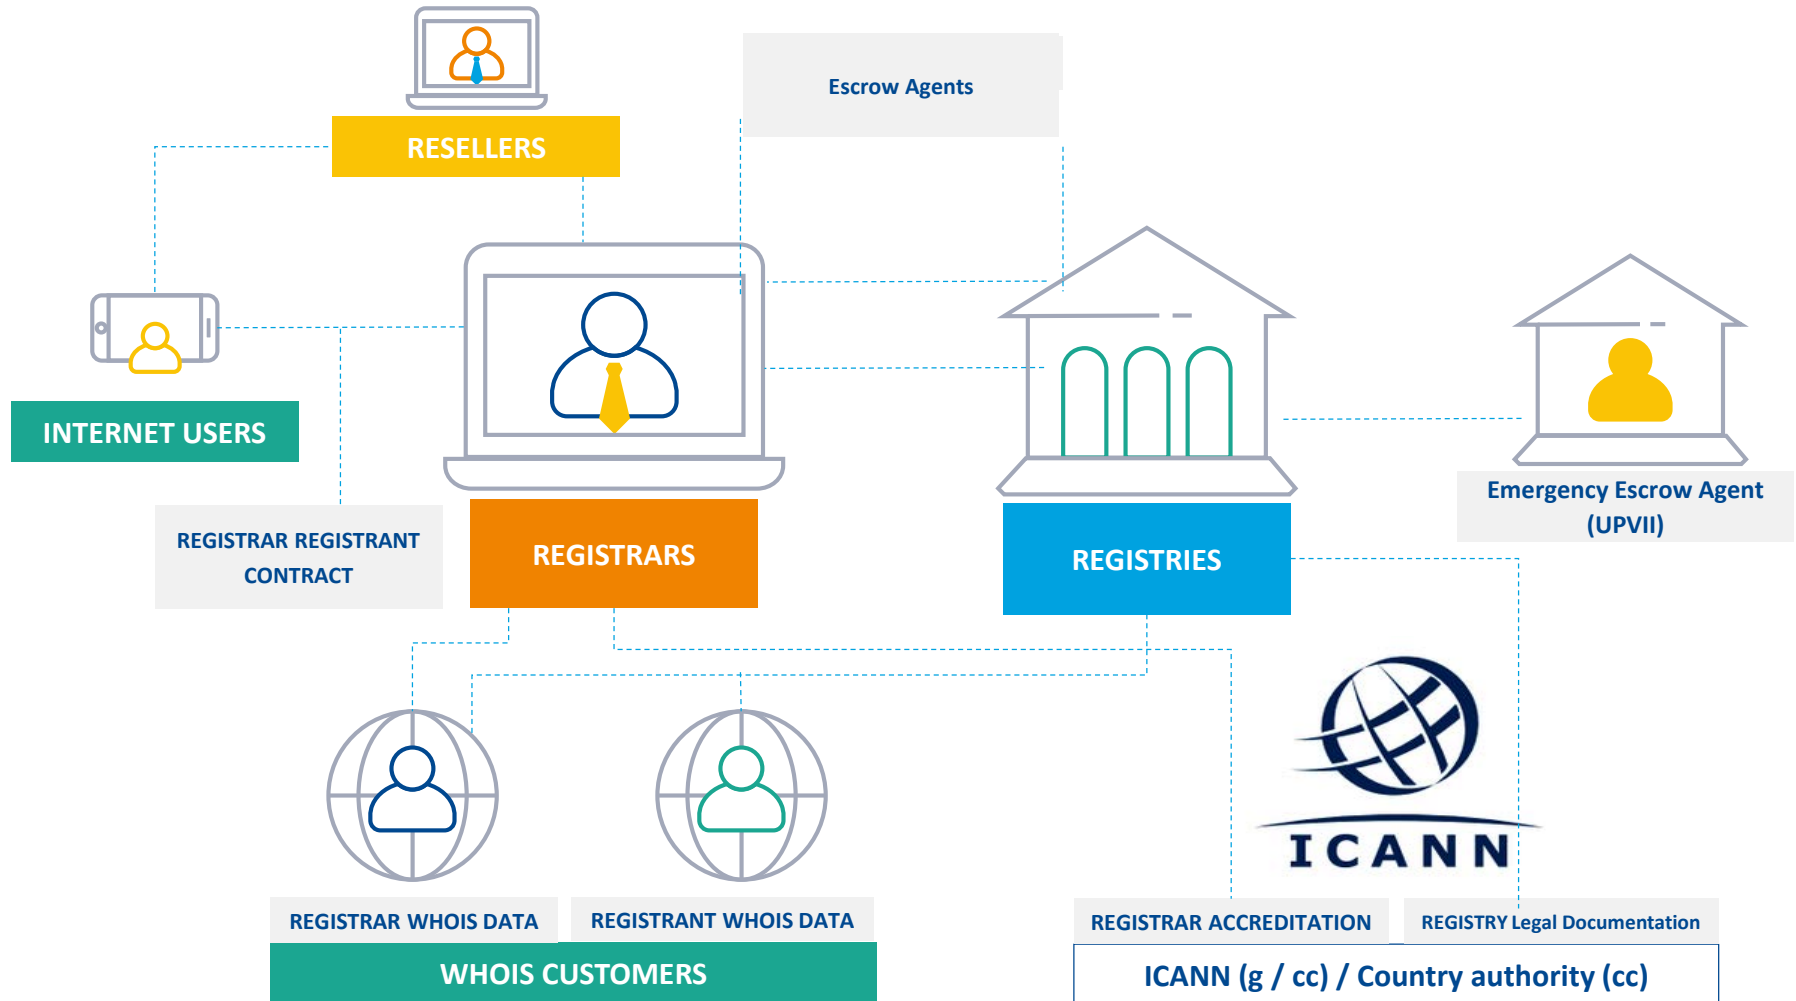 Escrow Agents
RESELLERS
INTERNET USERS
REGISTRAR REGISTRANT
CONTRACT
REGISTRARS
REGISTRIES
Emergency Escrow Agent
(UPVII)
ICANN
REGISTRAR WHOIS DATA
REGISTRANT WHOIS DATA
WHOIS CUSTOMERS
REGISTRAR ACCREDITATION
REGISTRY Legal Documentation
ICANN (g / cc) / Country authority (cc)